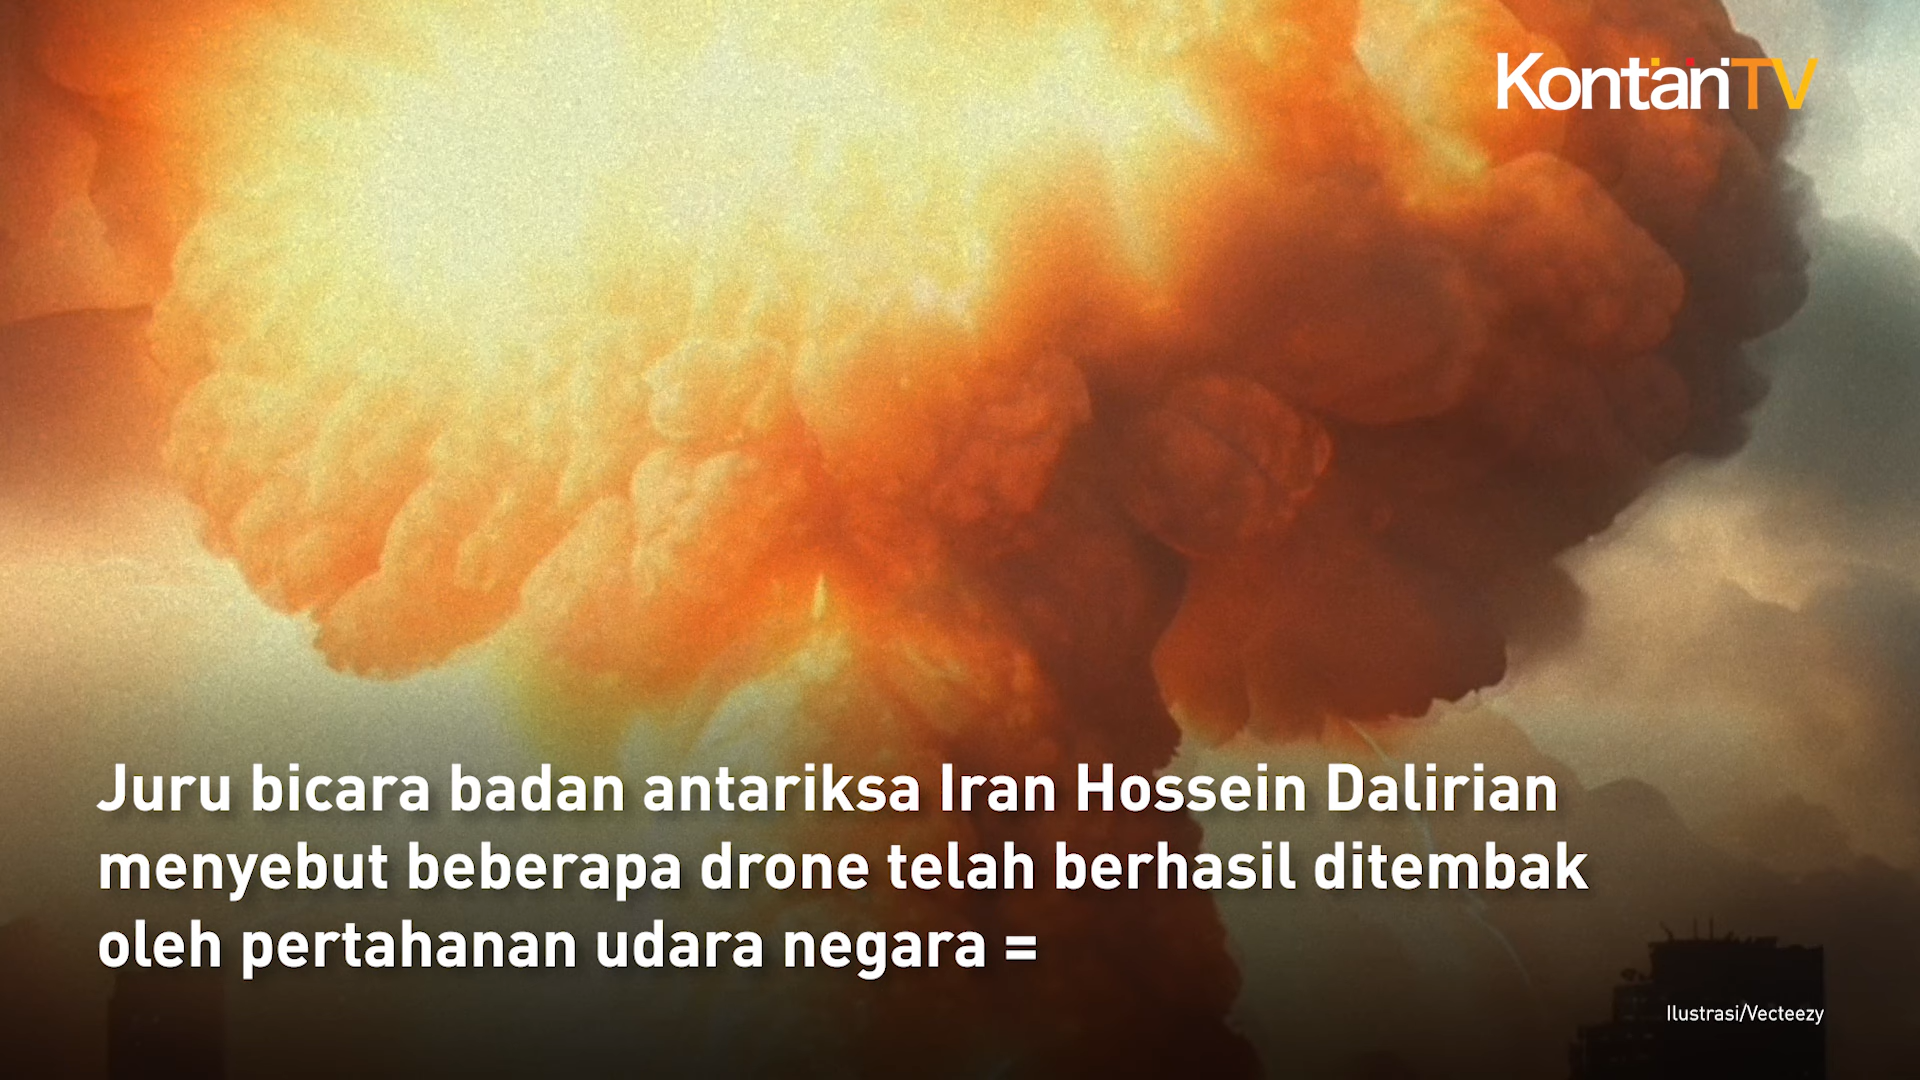 KontanTV
Juru bicara badan antariksa Iran Hossein Dalirian
menyebut beberapa drone telah berhasil ditembak
oleh pertahanan udara negara =
Ilustrasi/Vecteezy